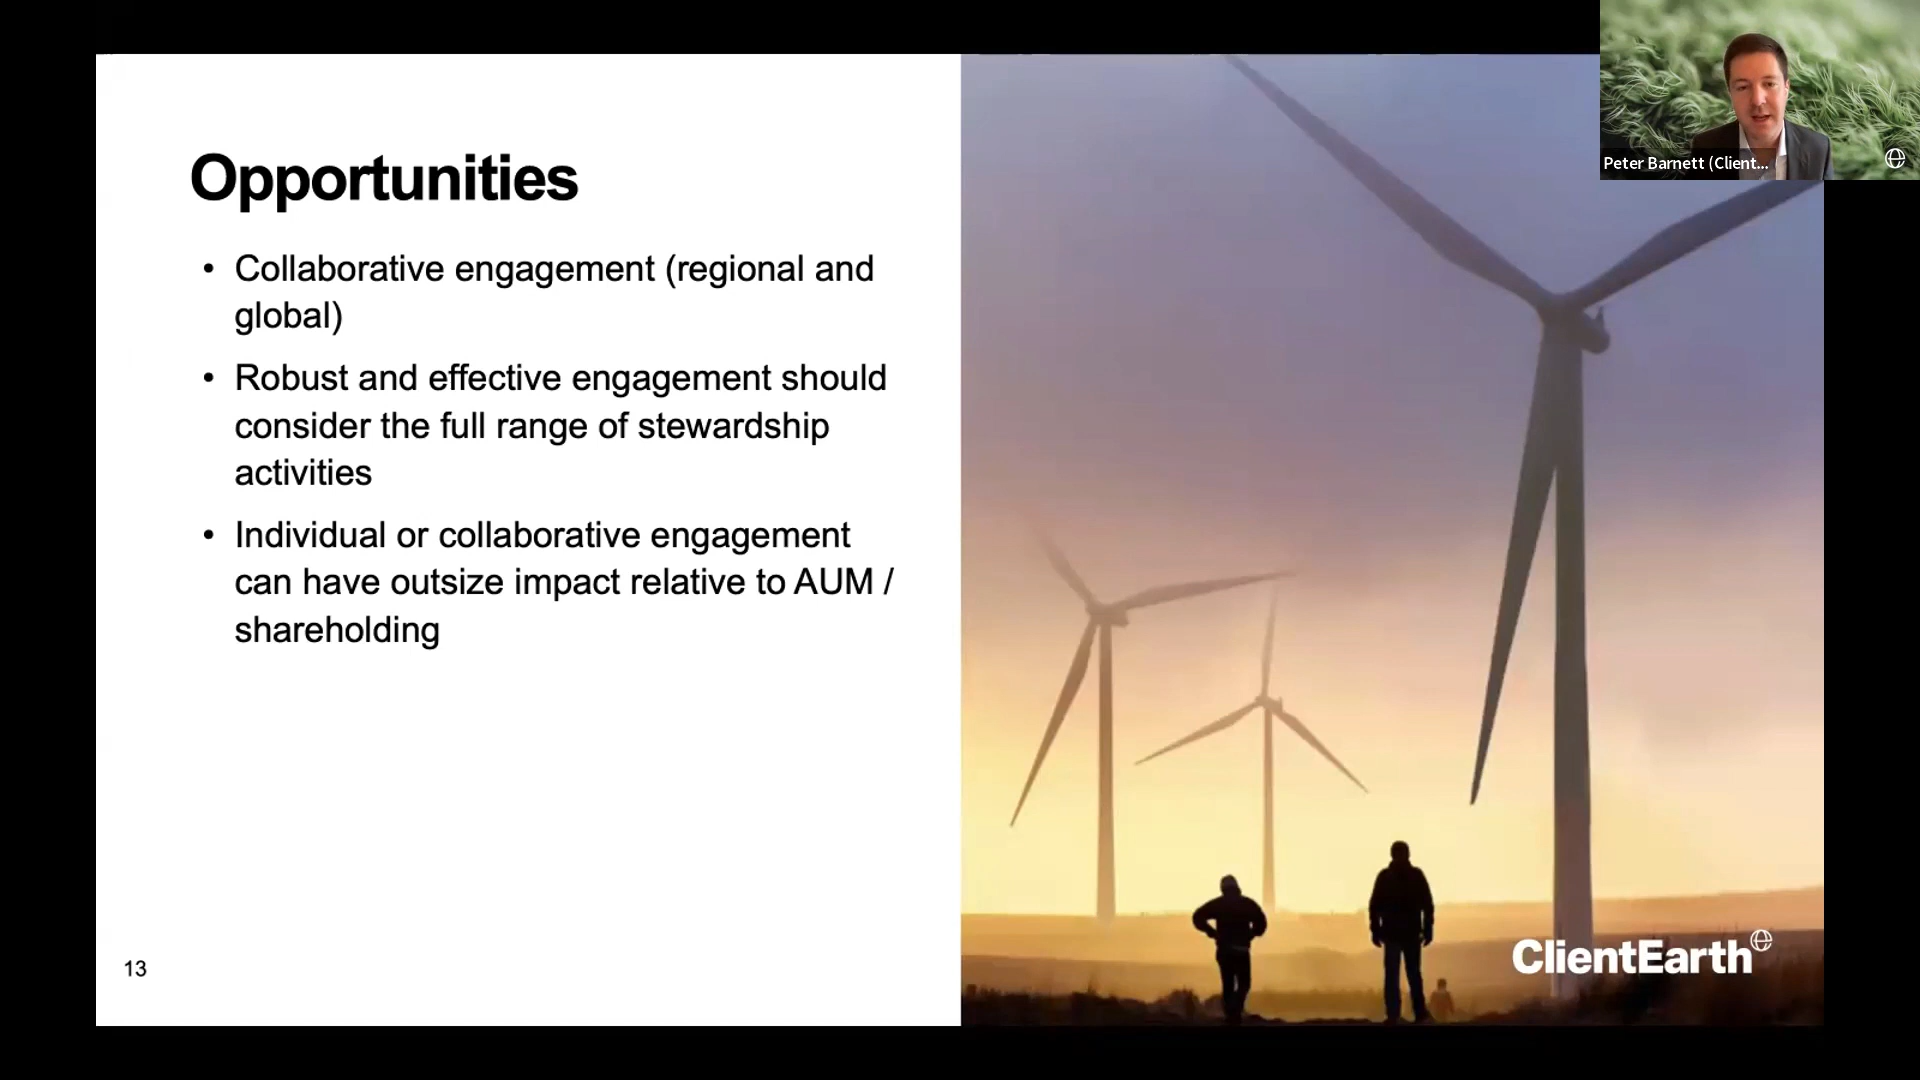 Opportunities
• Collaborative engagement (regional and
global)
• Robust and effective engagement should
consider the full range of stewardship
activities
• Individual or collaborative engagement
can have outsize impact relative to AUM /
shareholding
13
ClientEarth
Peter Barnett (Client...